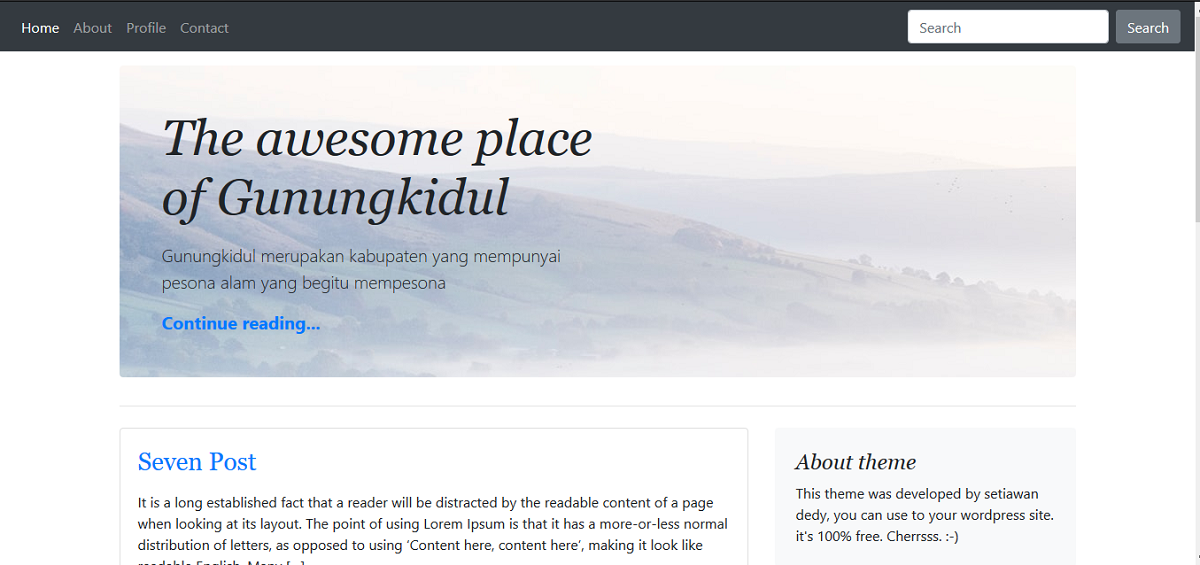 Home About Profile Contact Search Search
The awesome place
of Gunungkidul
Gunungkidul merupakan kabupaten yang mempunyai
pesona alam yang begitu mempesona
Continue reading...
Seven Post
It is a long established fact that a reader will be distracted by the readable content of a page
when looking at its layout. The point of using Lorem Ipsum is that it has a more-or-less normal
distribution of letters, as opposed to using ‘Content here, content here’, making it look like
readable English. Many [...]
About theme
This theme was developed by setiawan
dedy, you can use to your wordpress site.
it's 100% free. Cherrsss. :-)